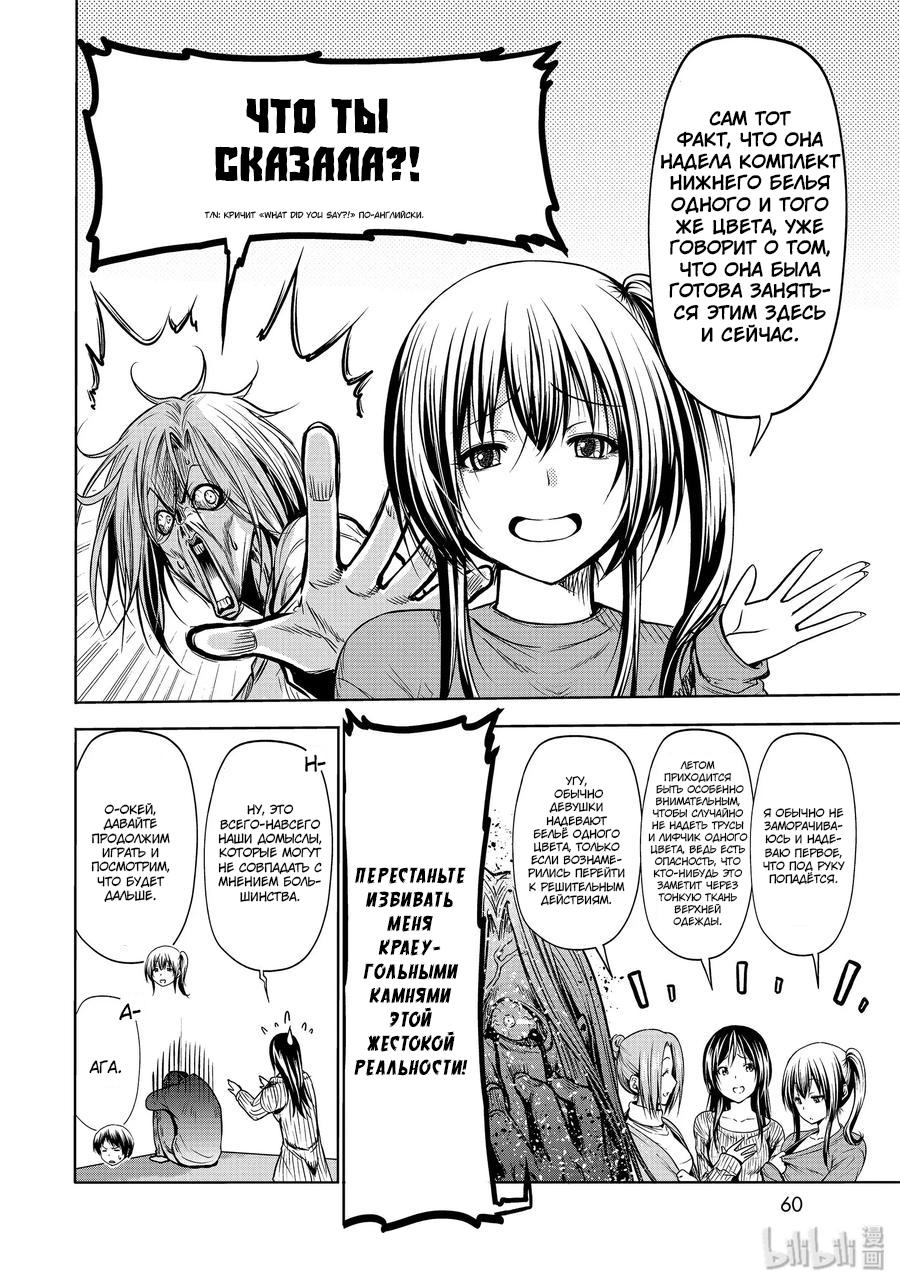 САМ ТОТ
ФАКТ, ЧТО ОНА
НАДЕЛА КОМПЛЕКТ
НИЖНЕГО БЕЛЬЯ
ОДНОГО И ТОГО
ЖЕ ЦВЕТА, УЖЕ
ГОВОРИТ О ТОМ,
ЧТО ОНА БЫЛА
ГОТОВА ЗАНЯТЬ-
СЯ ЭТИМ ЗДЕСЬ
И СЕЙЧАС.
ЧТО ТЫ
СКАЗАЛА?!
T/N: КРИЧИТ «WHAT DID YOU SAY?!» ПО-АНГЛИЙСКИ.
Я ОБЫЧНО НЕ
ЗАМОРАЧИВА-
ЮСЬ И НАДЕ-
ВАЮ ПЕРВОЕ,
ЧТО ПОД РУКУ
ПОПАДЁТСЯ.
ЛЕТОМ
ПРИХОДИТСЯ
БЫТЬ ОСОБЕННО
ВНИМАТЕЛЬНЫМ,
ЧТОБЫ СЛУЧАЙНО
НЕ НАДЕТЬ ТРУСЫ
И ЛИФЧИК ОДНОГО
ЦВЕТА, ВЕДЬ ЕСТЬ
ОПАСНОСТЬ, ЧТО
КТО-НИБУДЬ ЭТО
ЗАМЕТИТ ЧЕРЕЗ
ТОНКУЮ ТКАНЬ
ВЕРХНЕЙ
ОДЕЖДЫ.
УГУ,
ОБЫЧНО
ДЕВУШКИ
НАДЕВАЮТ
БЕЛЬЁ ОДНОГО
ЦВЕТА, ТОЛЬКО
ЕСЛИ ВОЗНАМЕ-
РИЛИСЬ ПЕРЕЙТИ
К РЕШИТЕЛЬНЫМ
ДЕЙСТВИЯМ.
ПЕРЕСТАНЬТЕ
ИЗБИВАТЬ
МЕНЯ
КРАЕУ-
ГОЛЬНЫМИ
КАМНЯМИ
ЭТОЙ
ЖЕСТОКОЙ
РЕАЛЬНОСТИ!
Н-
НУ, ЭТО
ВСЕГО-НАВСЕГО
НАШИ ДОМЫСЛЫ,
КОТОРЫЕ МОГУТ
НЕ СОВПАДАТЬ С
МНЕНИЕМ БОЛЬ-
ШИНСТВА.
О-ОКЕЙ,
ДАВАЙТЕ
ПРОДОЛЖИМ
ИГРАТЬ И
ПОСМОТРИМ,
ЧТО БУДЕТ
ДАЛЬШЕ.
А-
АГА.
60
bilibili 漫画